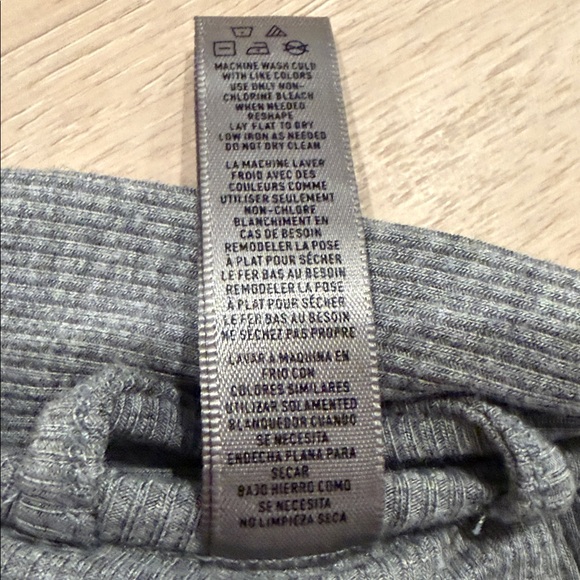 MACHINE WASH COLD
WITH LIKE COLORS
USE ONLY NON-
CHLORINE BLEACH
WHEN NEEDED
RESHAPE
LAY FLAT TO DRY
LOW IRON AS NEEDED
DO NOT DRY CLEAN
LA MACHINE LAVER
FROID AVEC DES
COULEURS COMME
UTILISER SEULEMENT
NON-CHLORE
BLANCHIMENT EN
CAS DE BESOIN
REMODELER LA POSE
À PLAT POUR SÉCHER
LE FER BAS AU BESOIN
REMODELER LA POSE
À PLAT POUR SÉCHER
LE FER BAS AU BESOIN
NE SÉCHEZ PAS PROPRE
LAVAR A MAQUINA EN
FRIO CON
COLORES SIMILARES
UTILIZAR SOLAMENTED
BLANQUEDOR CUANDO
SE NECESITA
ENDECHA PLANA PARA
SECAR
BAJO HIERRO COMO
SE NECESITA
NO LIMPIEZA SECA